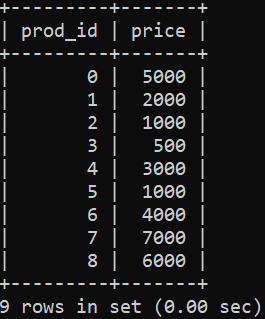 +---------+-------+
| prod_id | price |
+---------+-------+
|       0 |  5000 |
|       1 |  2000 |
|       2 |  1000 |
|       3 |   500 |
|       4 |  3000 |
|       5 |  1000 |
|       6 |  4000 |
|       7 |  7000 |
|       8 |  6000 |
+---------+-------+
9 rows in set (0.00 sec)